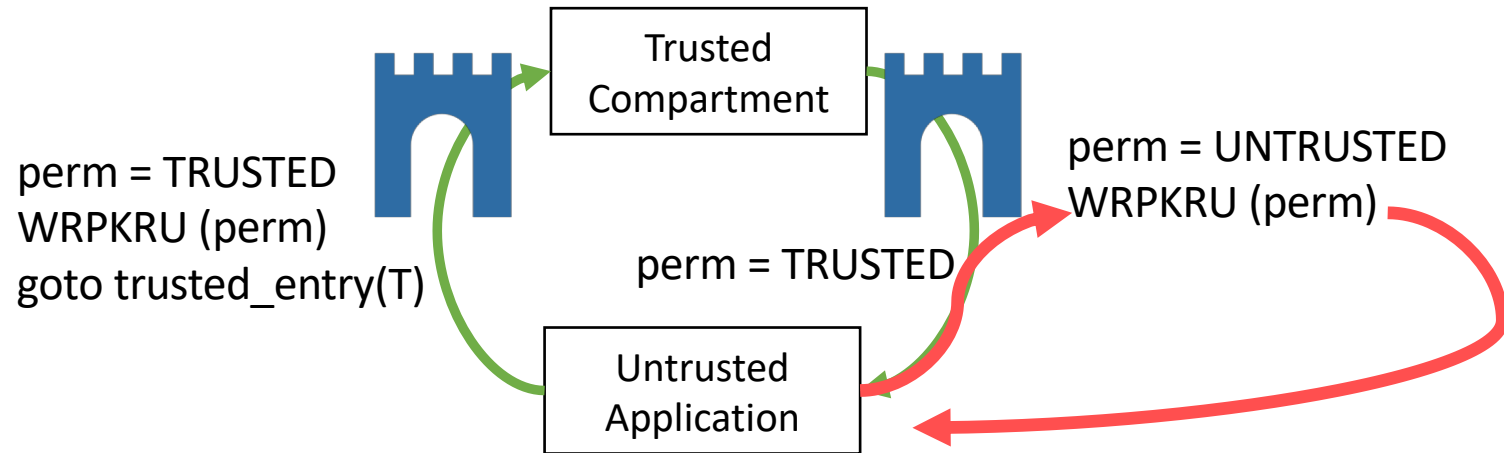 Trusted
Compartment
perm = TRUSTED
WRPKRU (perm)
goto trusted_entry(T)
perm = UNTRUSTED
WRPKRU (perm)
perm = TRUSTED
Untrusted
Application